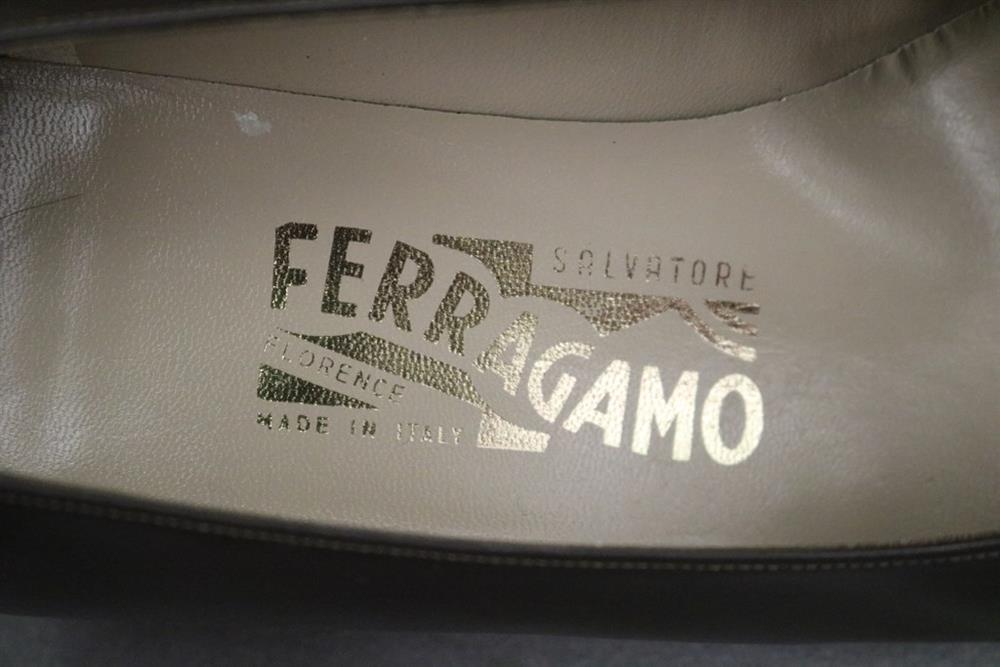 SALVATORE
FERRAGAMO
FLORENCE
MADE IN ITALY